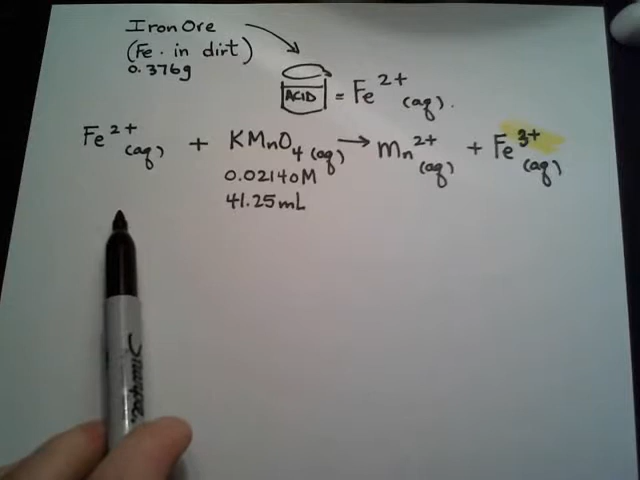 Iron Ore
(Fe. in dirt)
0.376g
ACID = Fe²⁺ (aq).
Fe²⁺(aq) + KMnO₄(aq) → Mn²⁺(aq) + Fe³⁺(aq)
0.02140M
41.25mL
Sharpie.